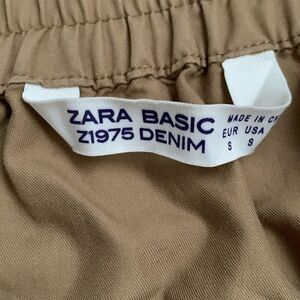 ZARA BASIC
Z1975 DENIM
MADE IN
EUR USA
S S